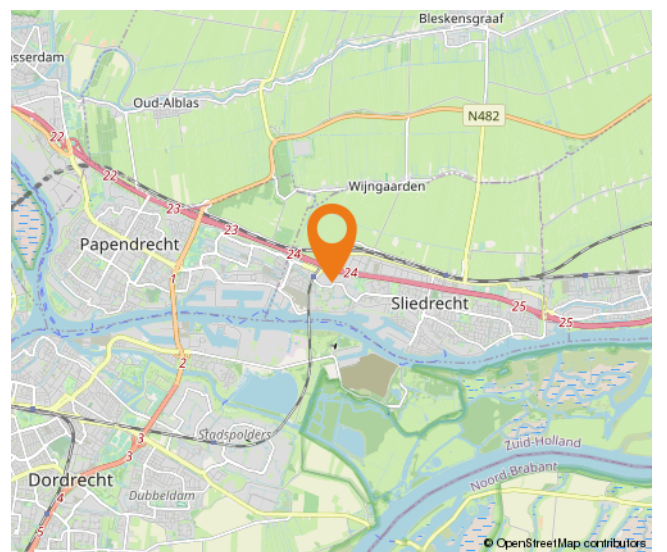 Bleskensgraaf
sserdam
Oud-Alblas
N482
22
22
Wijngaarden
23
23
Papendrecht
24
24
1
Sliedrecht
25
25
2
Stadspolders
3
3
Zuid-Holland
Noord-Brabant
Dordrecht
4
Dubbeldam
5
© OpenStreetMap contributors